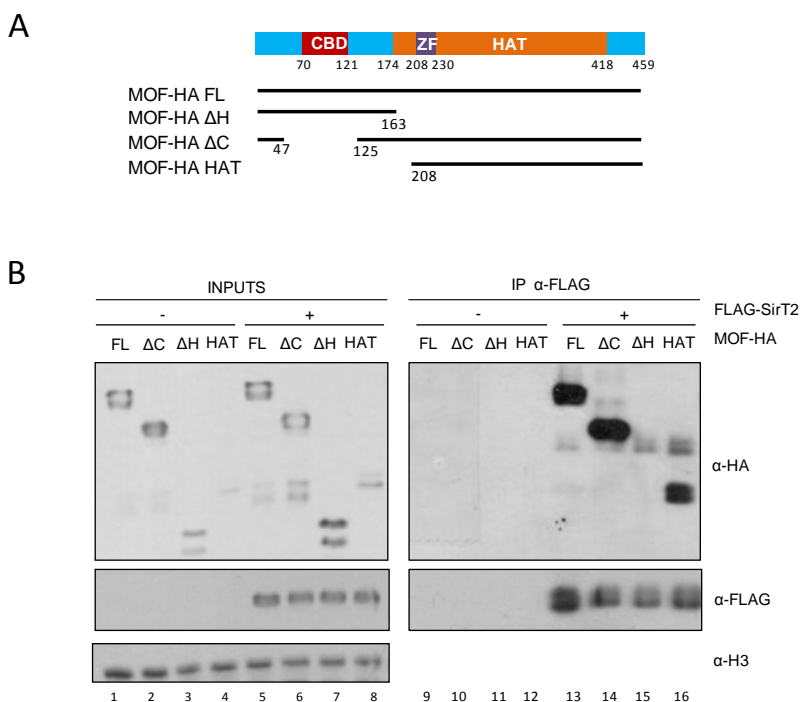 A
CBD ZF HAT
70 121 174 208 230 418 459
MOF-HA FL
MOF-HA ΔH
163
MOF-HA ΔC
47 125
MOF-HA HAT
208
B
INPUTS IP α-FLAG
- + - + FLAG-SirT2
FL ΔC ΔH HAT FL ΔC ΔH HAT FL ΔC ΔH HAT FL ΔC ΔH HAT MOF-HA
α-HA
α-FLAG
α-H3
1 2 3 4 5 6 7 8 9 10 11 12 13 14 15 16